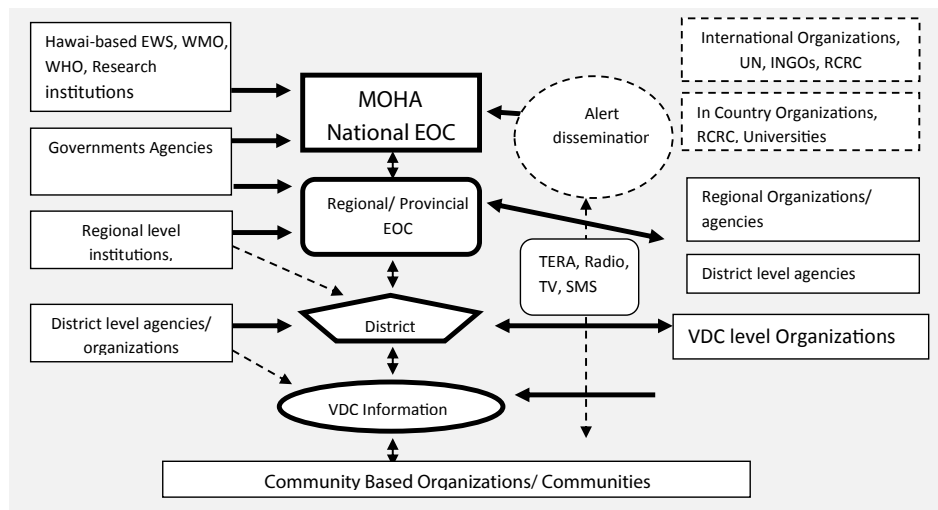 Hawai-based EWS, WMO,
WHO, Research
institutions
Governments Agencies
Regional level
institutions,
District level agencies/
organizations
MOHA
National EOC
Regional/ Provincial
EOC
District
VDC Information
Community Based Organizations/ Communities
Alert
disseminatior
TERA, Radio,
TV, SMS
International Organizations,
UN, INGOs, RCRC
In Country Organizations,
RCRC, Universities
Regional Organizations/
agencies
District level agencies
VDC level Organizations